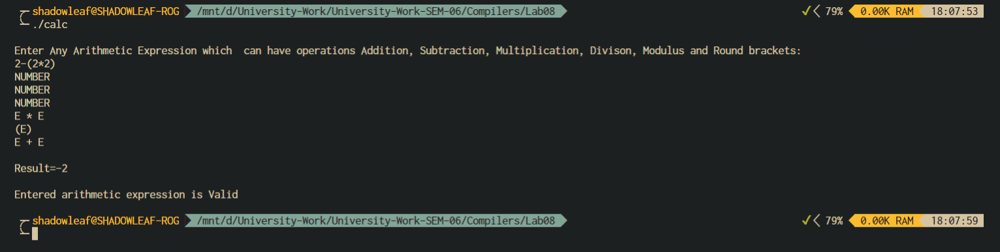 shadowleaf@SHADOWLEAF-ROG /mnt/d/University-Work/University-Work-SEM-06/Compilers/Lab08 ✓ 79% 0.00K RAM 18:07:53
./calc
Enter Any Arithmetic Expression which  can have operations Addition, Subtraction, Multiplication, Divison, Modulus and Round brackets:
2-(2*2)
NUMBER
NUMBER
NUMBER
E * E
(E)
E + E
Result=-2
Entered arithmetic expression is Valid
shadowleaf@SHADOWLEAF-ROG /mnt/d/University-Work/University-Work-SEM-06/Compilers/Lab08 ✓ 79% 0.00K RAM 18:07:59